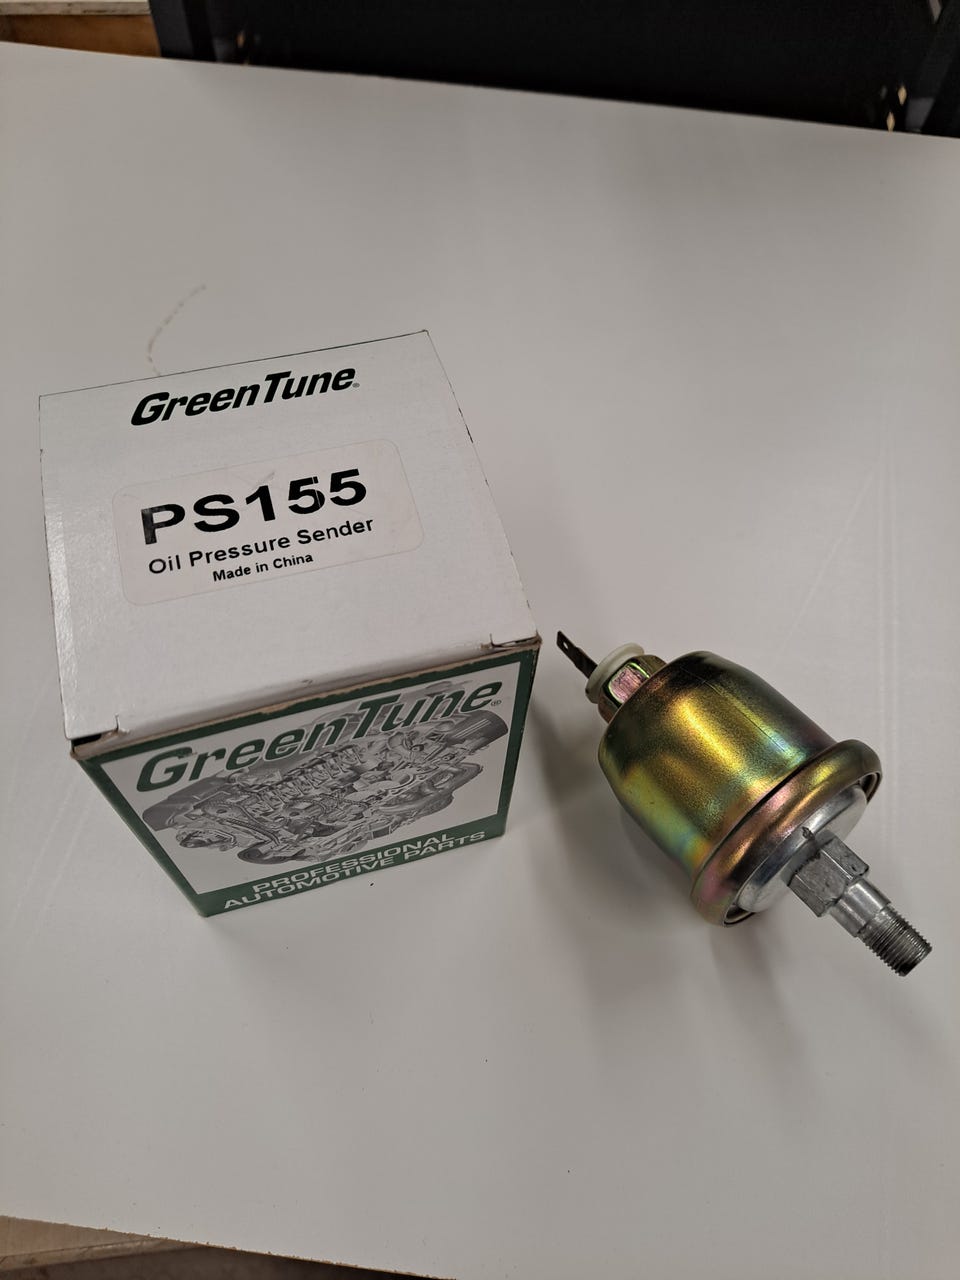 GreenTune®
PS155
Oil Pressure Sender
Made in China
GreenTune®
PROFESSIONAL
AUTOMOTIVE PARTS